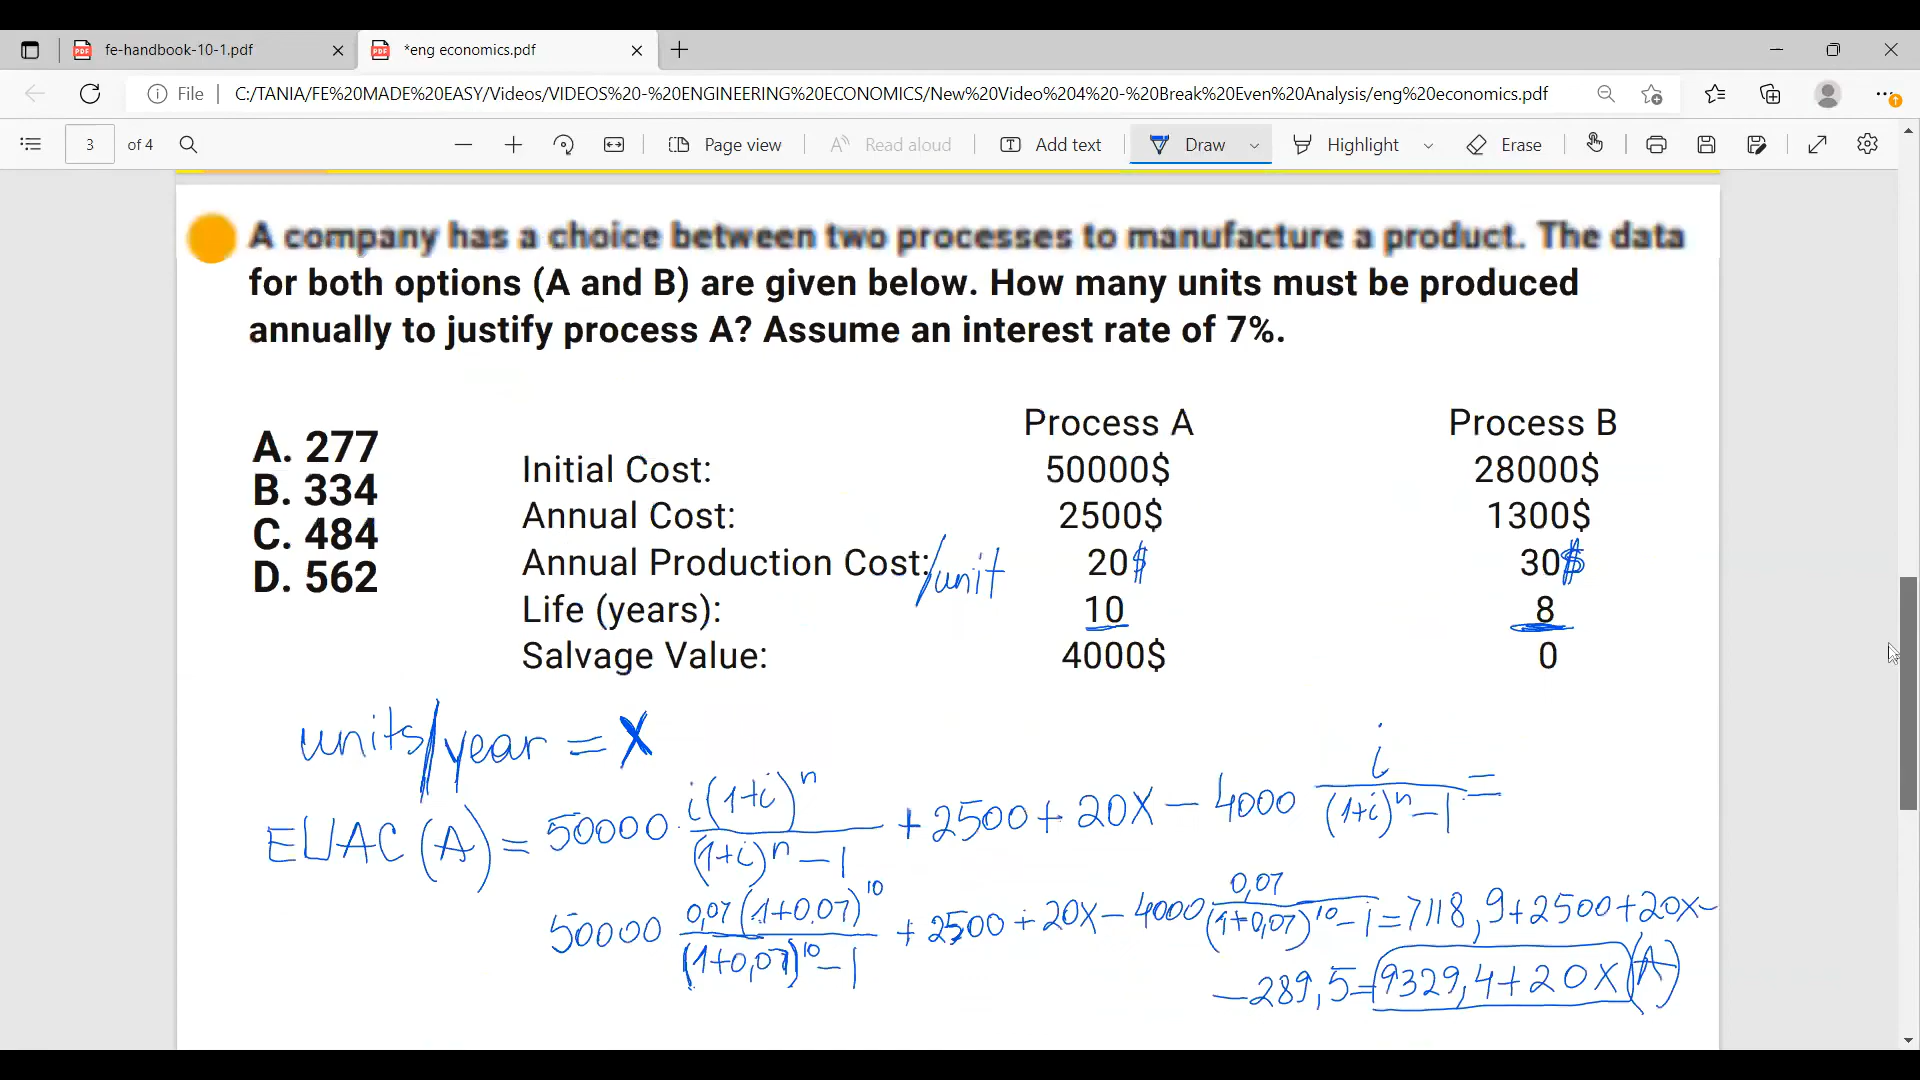 fe-handbook-10-1.pdf
*eng economics.pdf
File
C:/TANIA/FE%20MADE%20EASY/Videos/VIDEOS%20-%20ENGINEERING%20ECONOMICS/New%20Video%204%20-%20Break%20Even%20Analysis/eng%20economics.pdf
3 of 4 Page view Read aloud Add text Draw Highlight Erase
A company has a choice between two processes to manufacture a product. The data
for both options (A and B) are given below. How many units must be produced
annually to justify process A? Assume an interest rate of 7%.
A. 277
B. 334
C. 484
D. 562
Process A Process B
Initial Cost: 50000$ 28000$
Annual Cost: 2500$ 1300$
Annual Production Cost:/unit 20$ 30$
Life (years): 10 8
Salvage Value: 4000$ 0
units/year = X
EUAC (A) = 50000 · i(1+i)^n / (1+i)^n - 1 + 2500 + 20X - 4000 i / (1+i)^n - 1 =
50000 0,07(1+0,07)^10 / (1+0,07)^10 - 1 + 2500 + 20X - 4000 0,07 / (1+0,07)^10 - 1 = 7118,9 + 2500 + 20X -
- 289,5 = 9329,4 + 20X (A)